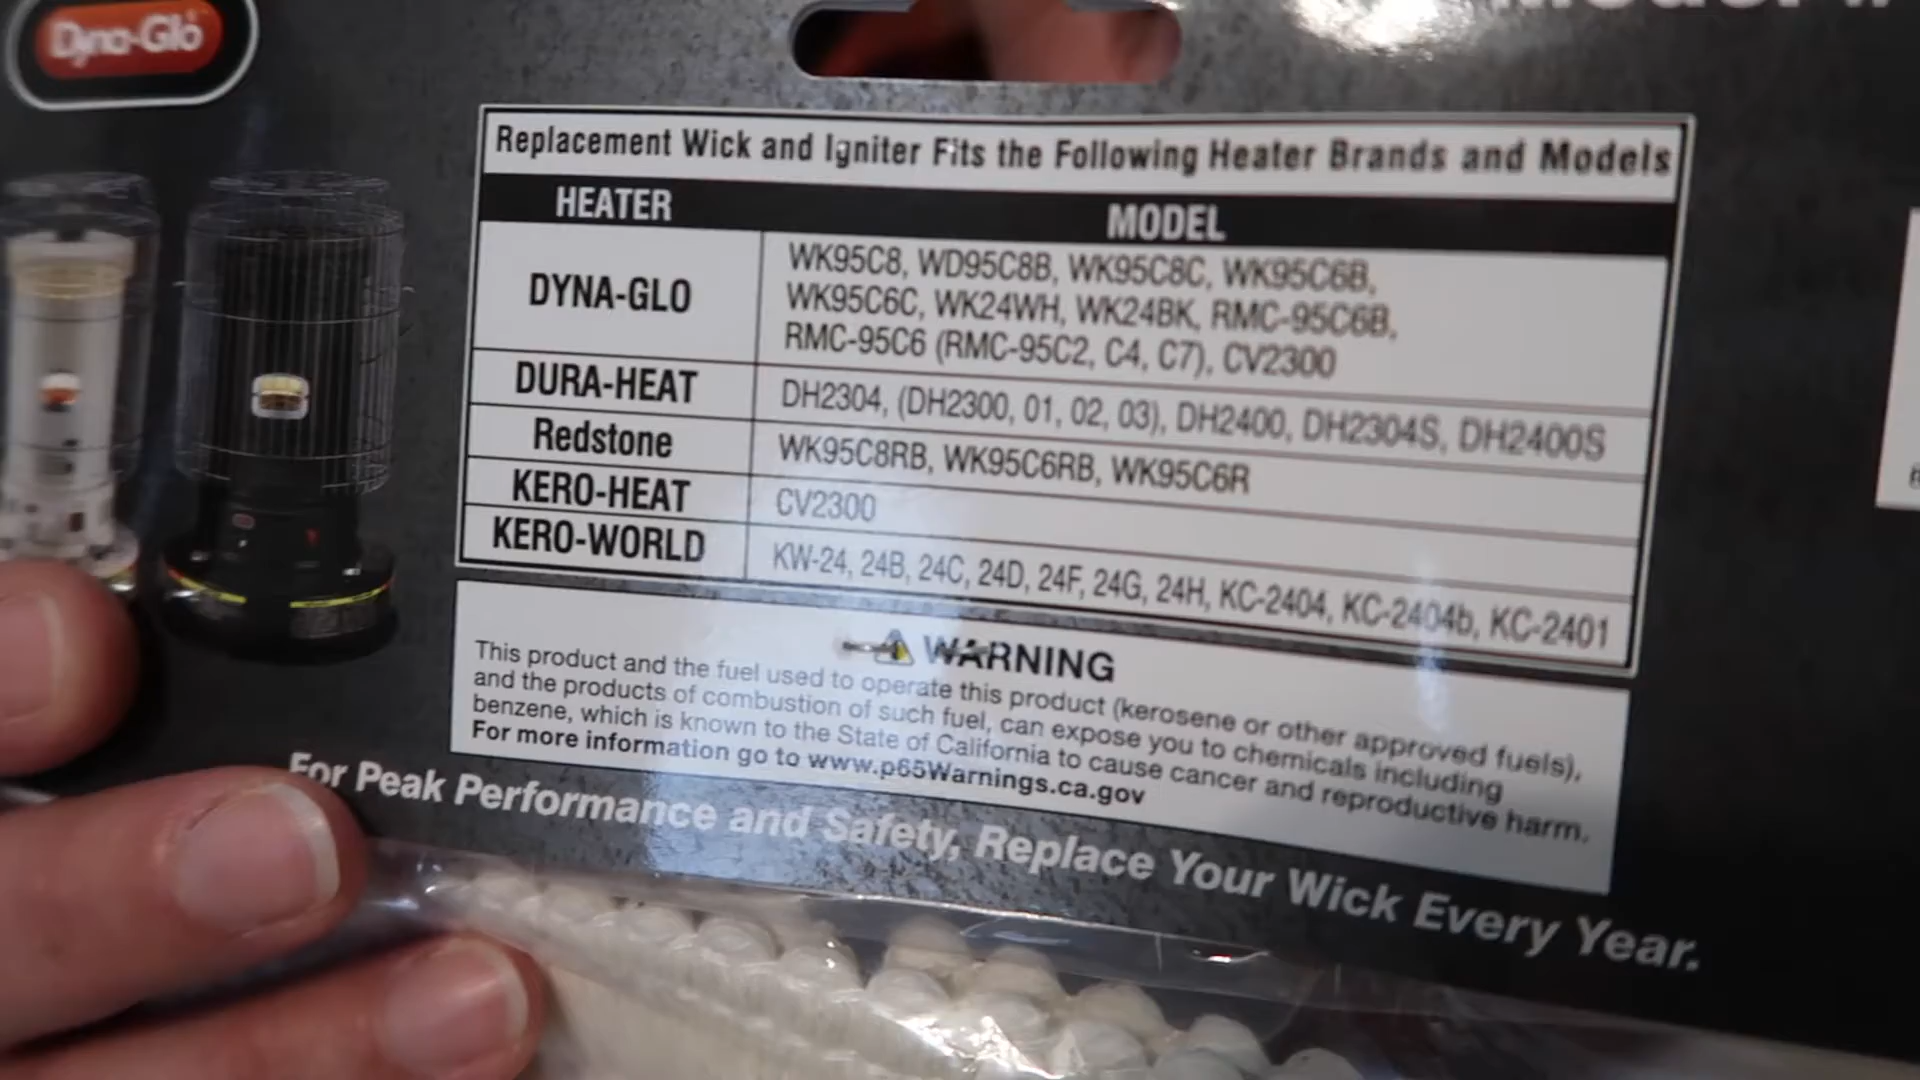 Dyna-Glo
Replacement Wick and Igniter Fits the Following Heater Brands and Models
HEATER MODEL
DYNA-GLO
WK95C8, WD95C8B, WK95C8C, WK95C6B,
WK95C6C, WK24WH, WK24BK, RMC-95C6B,
RMC-95C6 (RMC-95C2, C4, C7), CV2300
DURA-HEAT DH2304, (DH2300, 01, 02, 03), DH2400, DH2304S, DH2400S
Redstone WK95C8RB, WK95C6RB, WK95C6R
KERO-HEAT CV2300
KERO-WORLD KW-24, 24B, 24C, 24D, 24F, 24G, 24H, KC-2404, KC-2404b, KC-2401
WARNING
This product and the fuel used to operate this product (kerosene or other approved fuels),
and the products of combustion of such fuel, can expose you to chemicals including
benzene, which is known to the State of California to cause cancer and reproductive harm.
For more information go to www.p65Warnings.ca.gov
For Peak Performance and Safety, Replace Your Wick Every Year.